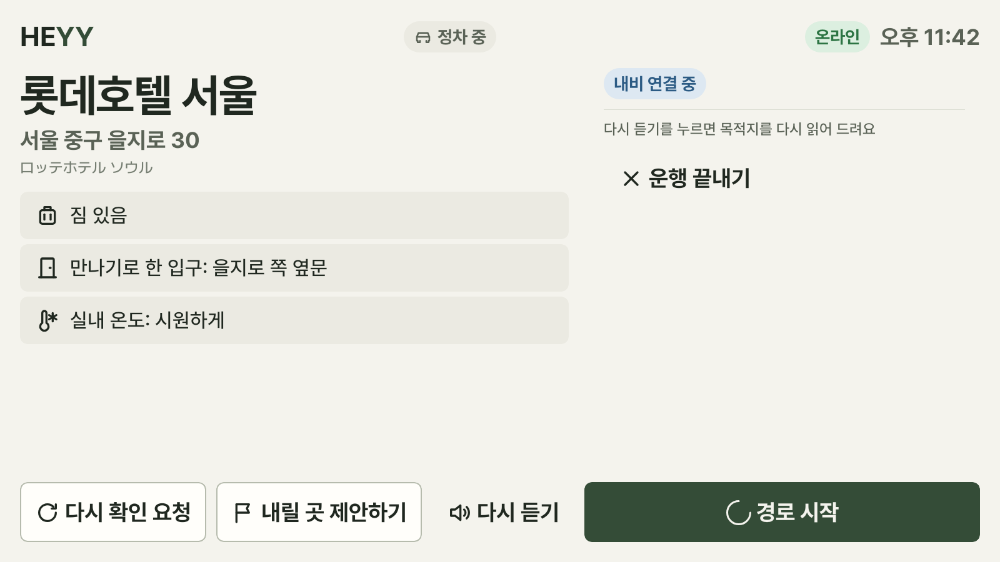 HEYY
정차 중
온라인
오후 11:42
롯데호텔 서울
서울 중구 을지로 30
ロッテホテル ソウル
짐 있음
만나기로 한 입구: 을지로 쪽 옆문
실내 온도: 시원하게
내비 연결 중
다시 듣기를 누르면 목적지를 다시 읽어 드려요
운행 끝내기
다시 확인 요청
내릴 곳 제안하기
다시 듣기
경로 시작